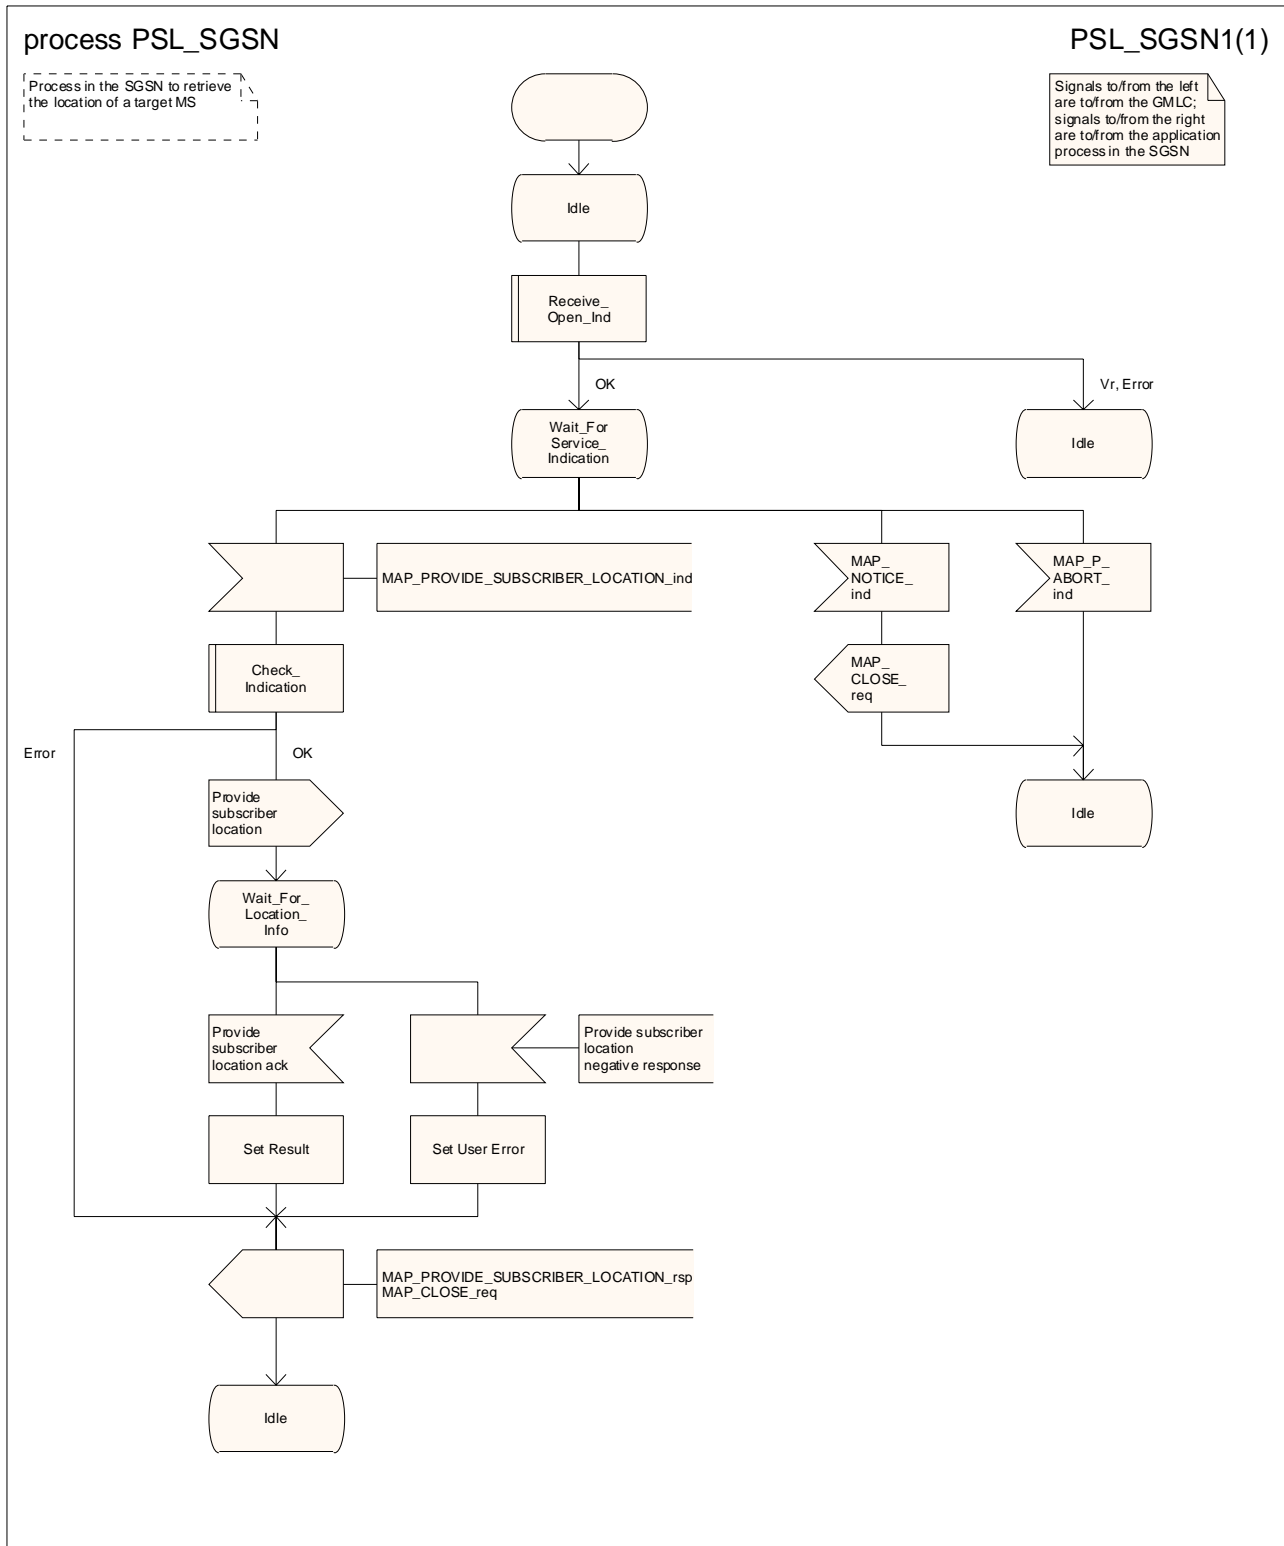 process PSL_SGSN
PSL_SGSN1(1)
Process in the SGSN to retrieve
the location of a target MS
Signals to/from the left
are to/from the GMLC;
signals to/from the right
are to/from the application
process in the SGSN
Idle
Receive_
Open_Ind
OK
Vr, Error
Wait_For
Service_
Indication
Idle
MAP_PROVIDE_SUBSCRIBER_LOCATION_ind
MAP_
NOTICE_
ind
MAP_P_
ABORT_
ind
Check_
Indication
MAP_
CLOSE_
req
Error
OK
Provide
subscriber
location
Idle
Wait_For_
Location_
Info
Provide
subscriber
location ack
Provide subscriber
location
negative response
Set Result
Set User Error
MAP_PROVIDE_SUBSCRIBER_LOCATION_rsp
MAP_CLOSE_req
Idle